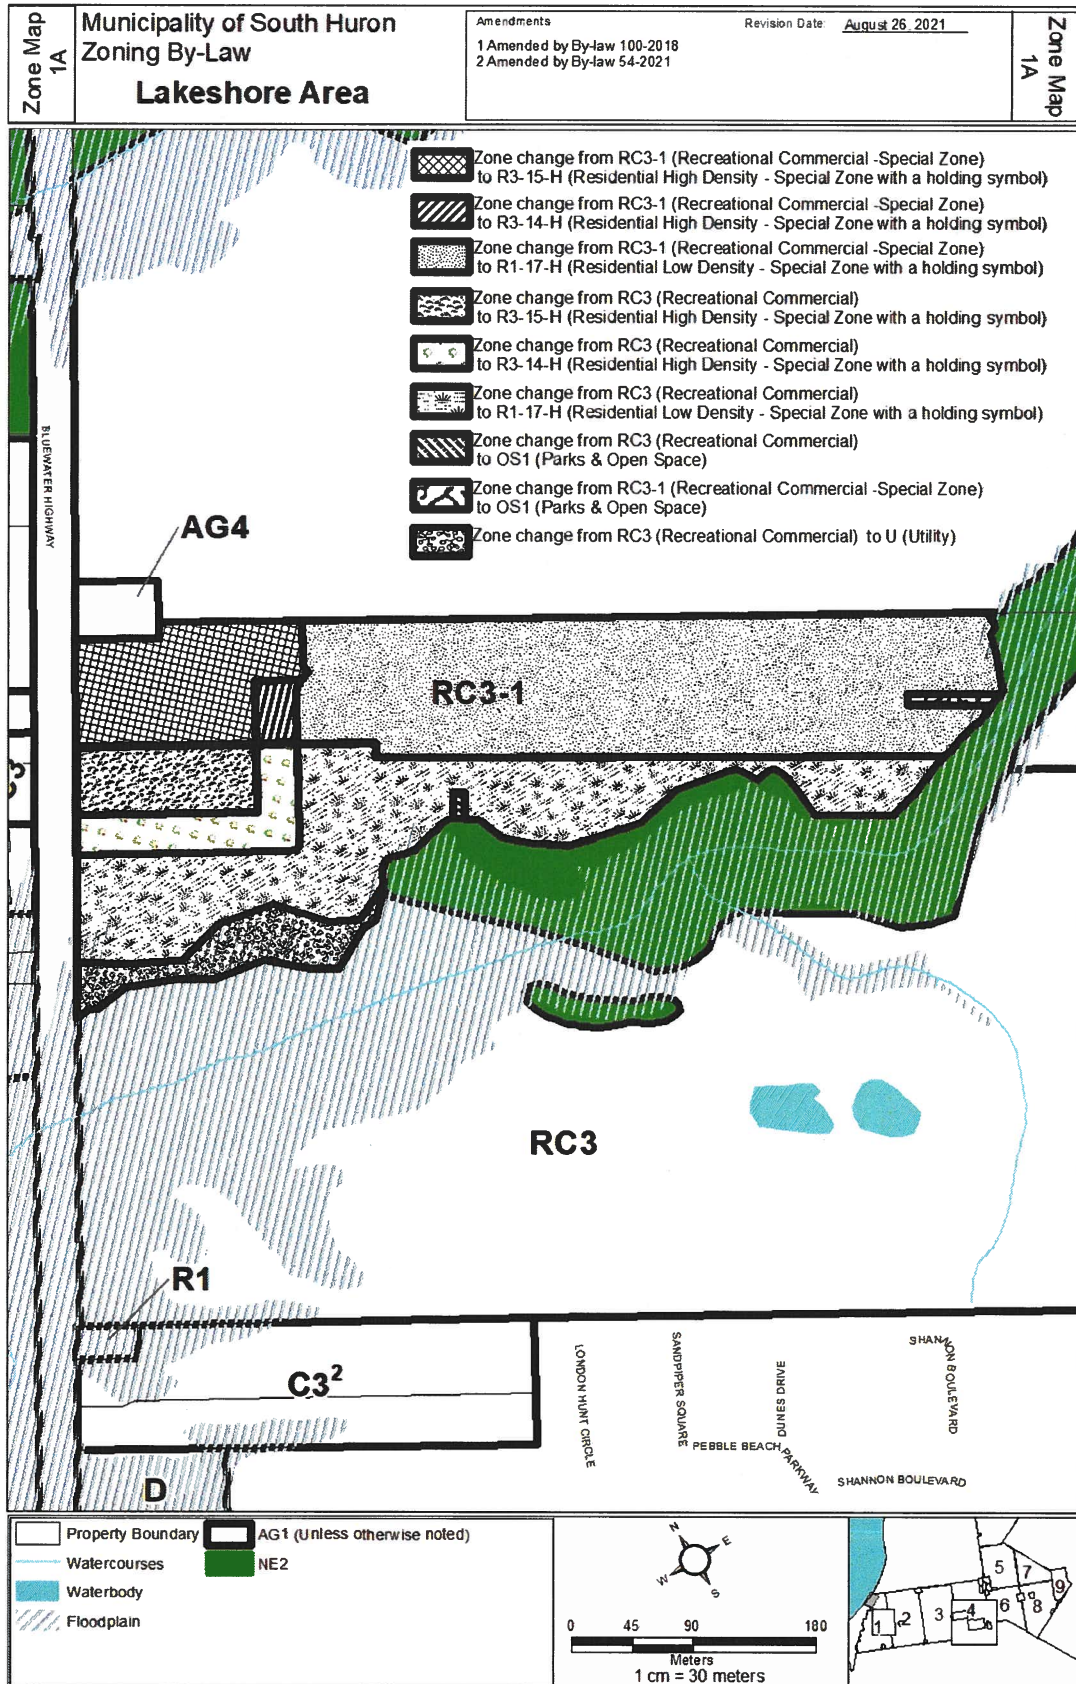 Zone Map
1A
Municipality of South Huron
Zoning By-Law
Lakeshore Area
Amendments
Revision Date: August 26, 2021
1 Amended by By-law 100-2018
2 Amended by By-law 54-2021
Zone Map
1A
Zone change from RC3-1 (Recreational Commercial -Special Zone)
to R3-15-H (Residential High Density - Special Zone with a holding symbol)
Zone change from RC3-1 (Recreational Commercial -Special Zone)
to R3-14-H (Residential High Density - Special Zone with a holding symbol)
Zone change from RC3-1 (Recreational Commercial -Special Zone)
to R1-17-H (Residential Low Density - Special Zone with a holding symbol)
Zone change from RC3 (Recreational Commercial)
to R3-15-H (Residential High Density - Special Zone with a holding symbol)
Zone change from RC3 (Recreational Commercial)
to R3-14-H (Residential High Density - Special Zone with a holding symbol)
Zone change from RC3 (Recreational Commercial)
to R1-17-H (Residential Low Density - Special Zone with a holding symbol)
Zone change from RC3 (Recreational Commercial)
to OS1 (Parks & Open Space)
Zone change from RC3-1 (Recreational Commercial -Special Zone)
to OS1 (Parks & Open Space)
Zone change from RC3 (Recreational Commercial) to U (Utility)
BLUEWATER HIGHWAY
AG4
RC3-1
RC3
R1
C3²
D
LONDON HUNT CIRCLE
SANDPIPER SQUARE
DUNES DRIVE
SHANNON BOULEVARD
PEBBLE BEACH PARKWAY
SHANNON BOULEVARD
Property Boundary
AG1 (Unless otherwise noted)
Watercourses
NE2
Waterbody
Floodplain
N
E
W
S
0 45 90 180
Meters
1 cm = 30 meters
1
2
3
4
5
6
7
8
9